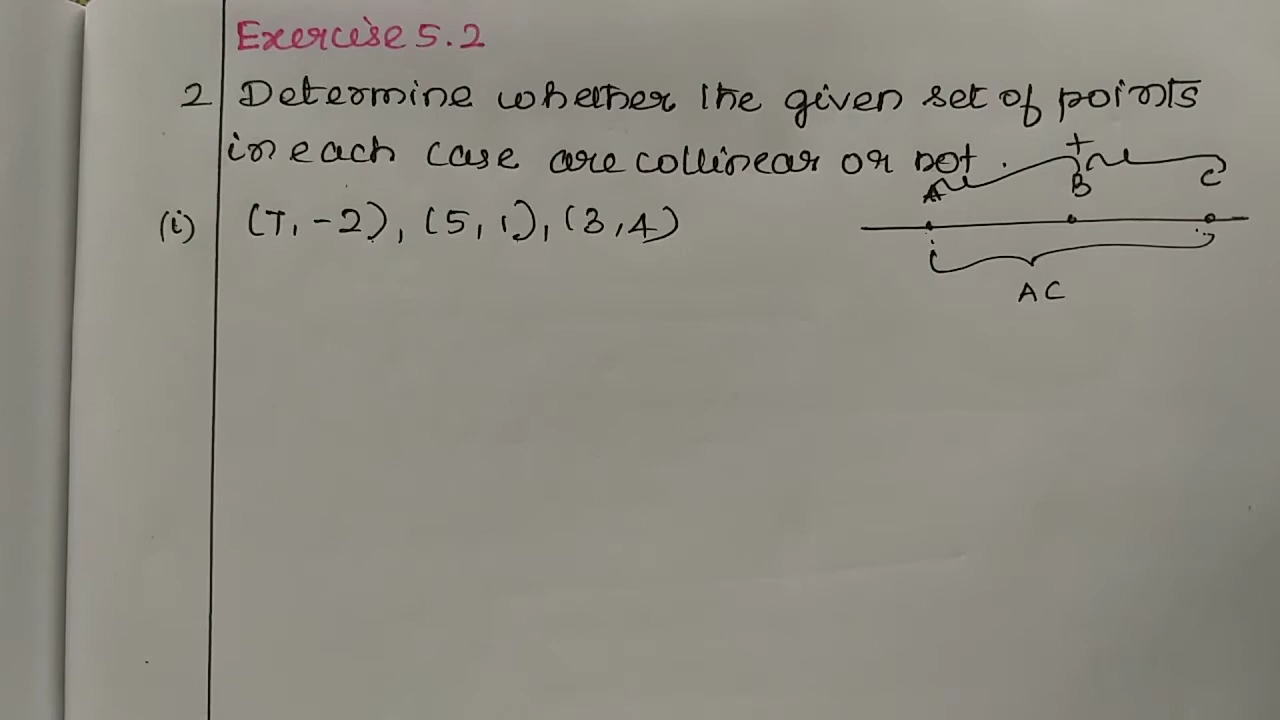 Exercise 5.2
2 Determine whether the given set of points
in each case are collinear or not.
(i) (7, -2), (5, 1), (3, 4)
+
A B C
AC